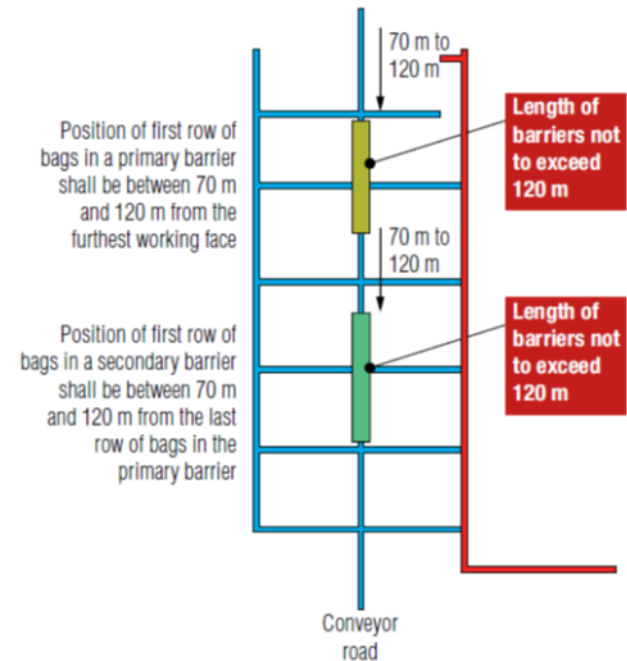 70 m to
120 m
Length of
barriers not
to exceed
120 m
Position of first row of
bags in a primary barrier
shall be between 70 m
and 120 m from the
furthest working face
70 m to
120 m
Length of
barriers not
to exceed
120 m
Position of first row of
bags in a secondary barrier
shall be between 70 m
and 120 m from the last
row of bags in the
primary barrier
Conveyor
road